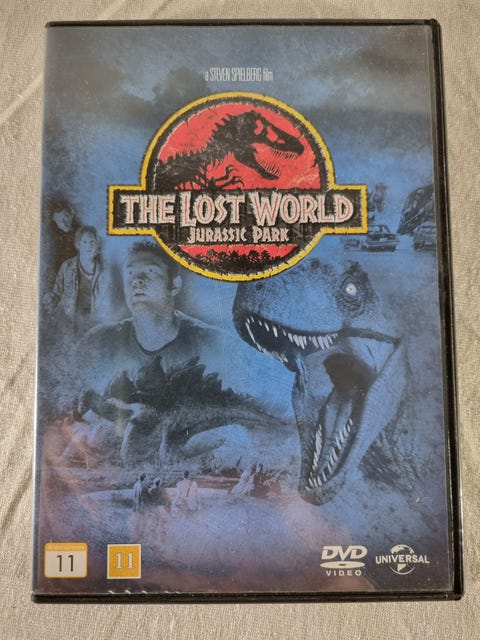 a STEVEN SPIELBERG film
THE LOST WORLD
JURASSIC PARK
11
11
DVD
VIDEO
UNIVERSAL